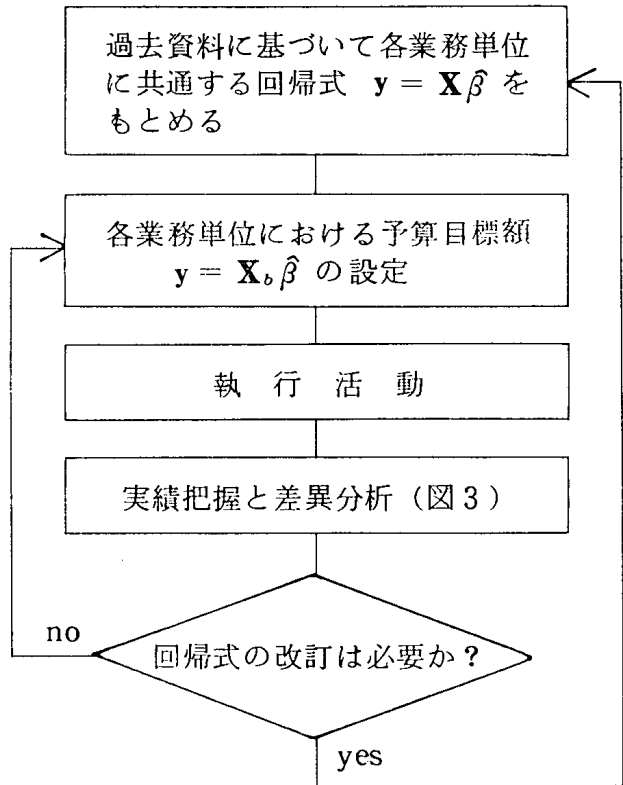 過去資料に基づいて各業務単位
に共通する回帰式 y = Xβ̂ を
もとめる
各業務単位における予算目標額
y = X_b β̂ の設定
執 行 活 動
実績把握と差異分析（図3）
no
回帰式の改訂は必要か？
yes